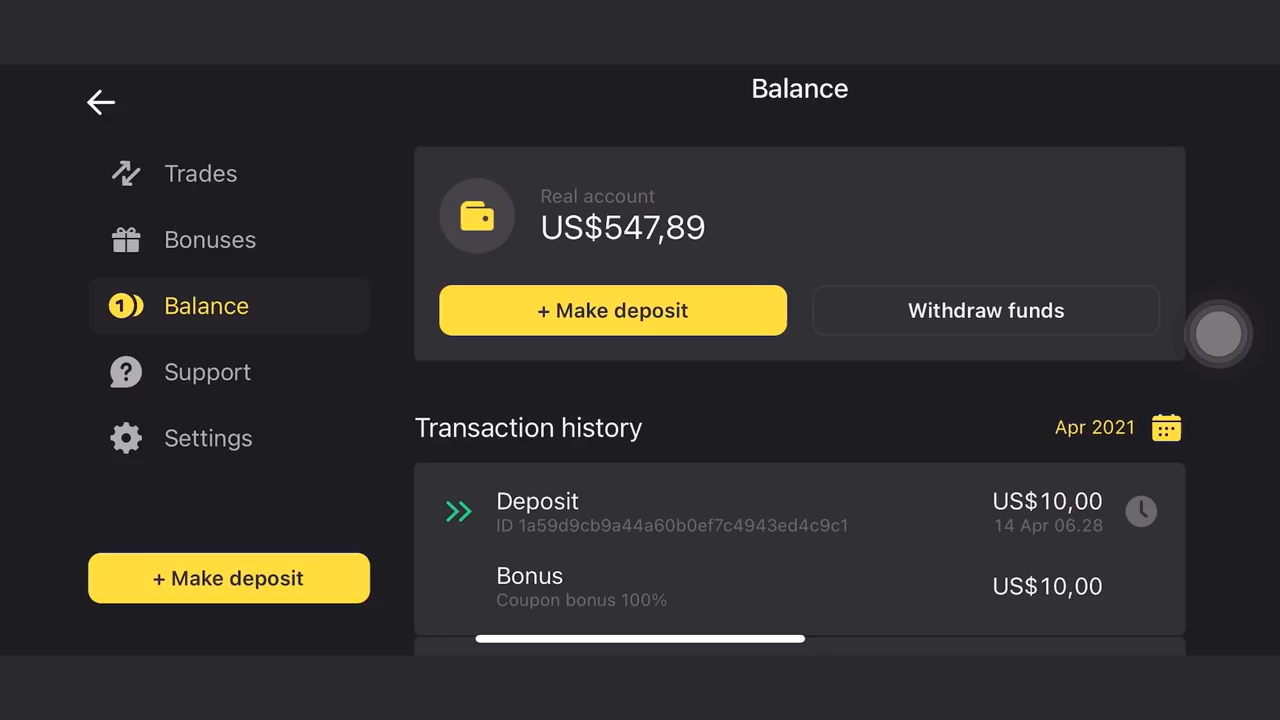 Balance
Trades
Bonuses
1 Balance
Support
Settings
+ Make deposit
Real account
US$547,89
+ Make deposit
Withdraw funds
Transaction history
Apr 2021
Deposit
US$10,00
ID 1a59d9cb9a44a60b0ef7c4943ed4c9c1
14 Apr 06.28
Bonus
US$10,00
Coupon bonus 100%